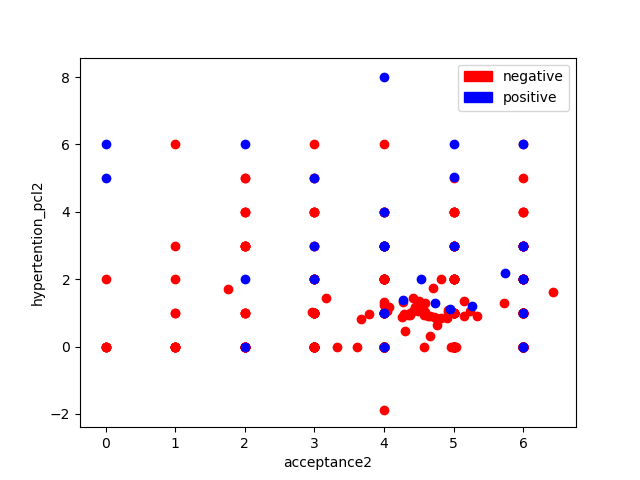 negative
positive
8
6
4
2
0
−2
hypertention_pcl2
0 1 2 3 4 5 6
acceptance2